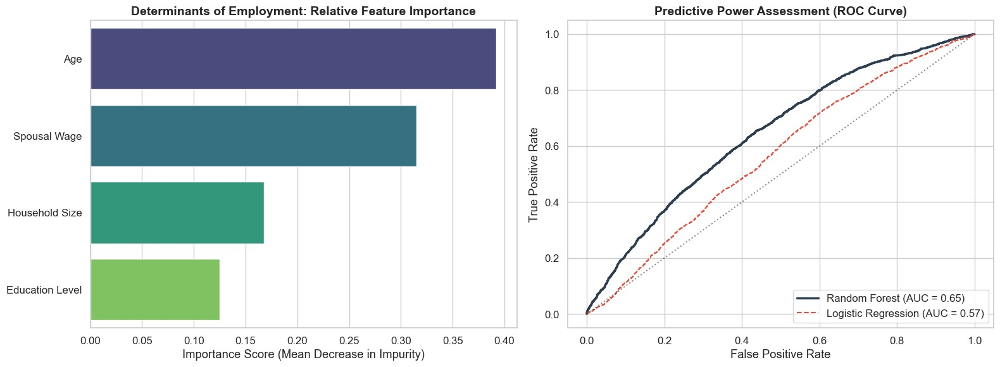 Determinants of Employment: Relative Feature Importance
Age
Spousal Wage
Household Size
Education Level
0.00 0.05 0.10 0.15 0.20 0.25 0.30 0.35 0.40
Importance Score (Mean Decrease in Impurity)
Predictive Power Assessment (ROC Curve)
True Positive Rate
1.0
0.8
0.6
0.4
0.2
0.0
Random Forest (AUC = 0.65)
Logistic Regression (AUC = 0.57)
0.0 0.2 0.4 0.6 0.8 1.0
False Positive Rate